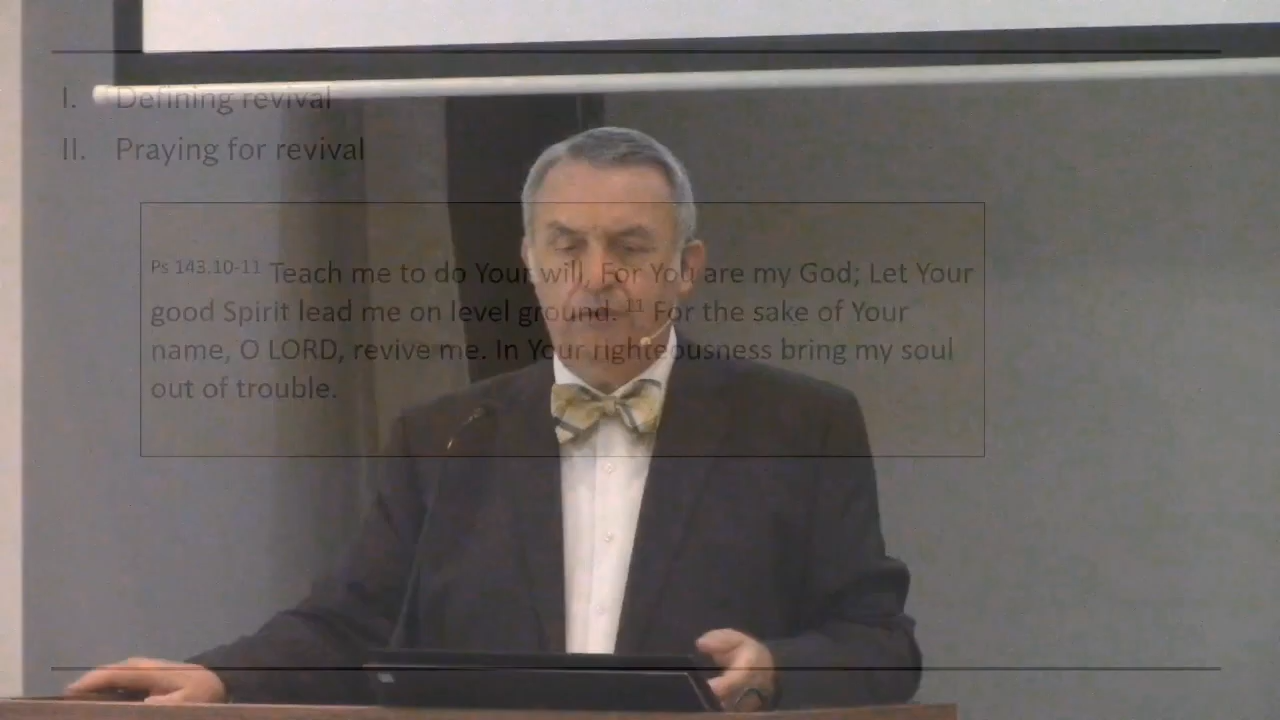 I. Defining revival
II. Praying for revival
Ps 143.10-11 Teach me to do Your will, For You are my God; Let Your
good Spirit lead me on level ground. 11 For the sake of Your
name, O LORD, revive me. In Your righteousness bring my soul
out of trouble.